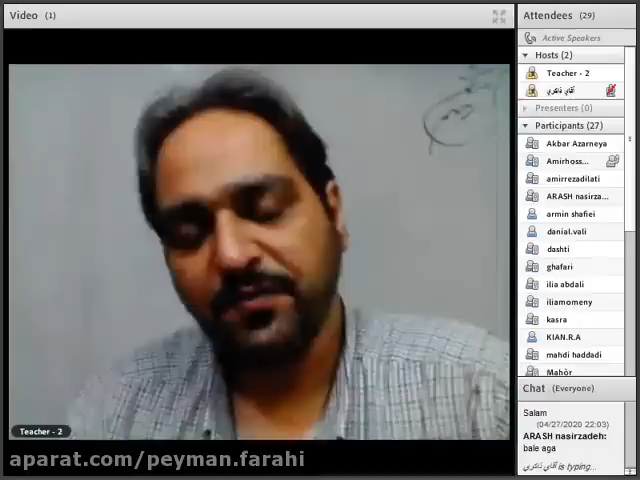 Video (1)
Teacher - 2
aparat.com/peyman.farahi
Attendees (29)
Active Speakers
Hosts (2)
Teacher - 2
آقای ذاکری
Presenters (0)
Participants (27)
Akbar Azarneya
Amirhoss...
amirrezadilati
ARASH nasirza...
armin shafiei
danial.vali
dashti
ghafari
ilia abdali
iliamomeny
kasra
KIAN.R.A
mahdi haddadi
Mahòr
Chat (Everyone)
Salam
(04/27/2020 22:03)
ARASH nasirzadeh:
bale aga
آقای ذاکری is typing...